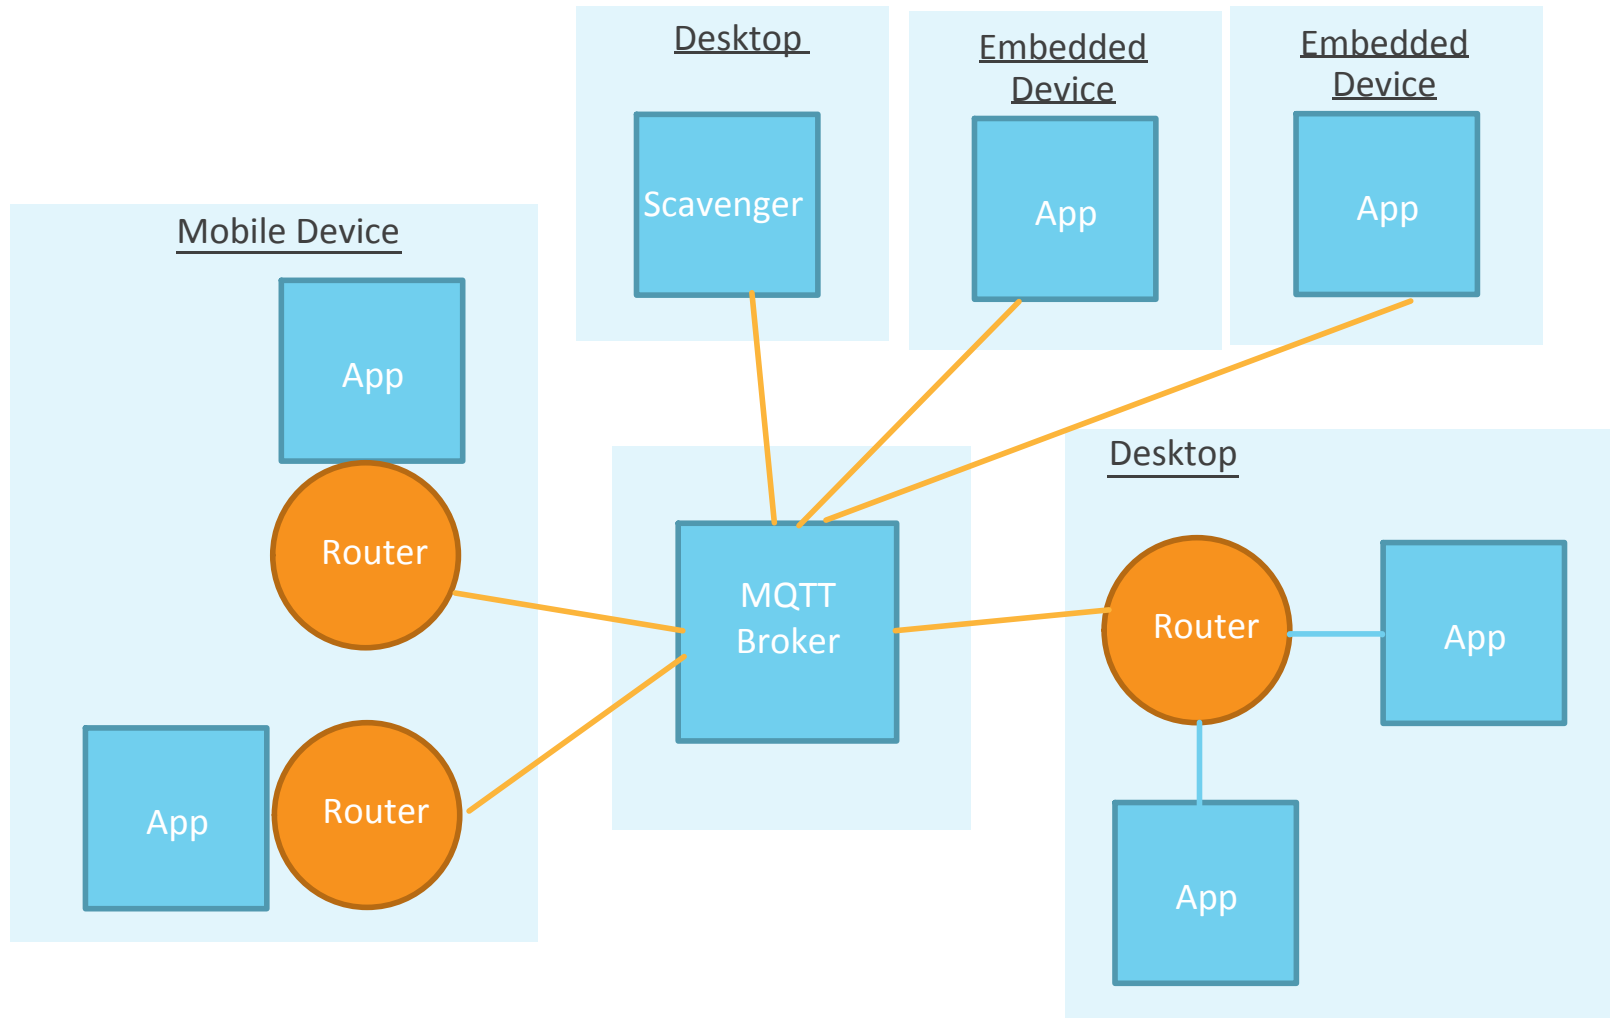 Desktop
Embedded
Device
Embedded
Device
Scavenger
App
App
Mobile Device
App
Router
App
Router
MQTT
Broker
Desktop
Router
App
App